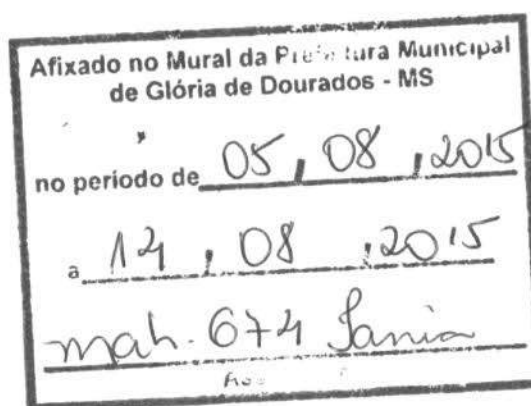 Afixado no Mural da Prefeitura Municipal
de Glória de Dourados - MS
no período de 05, 08, 2015
a 14, 08, 2015
mat. 674 Sania